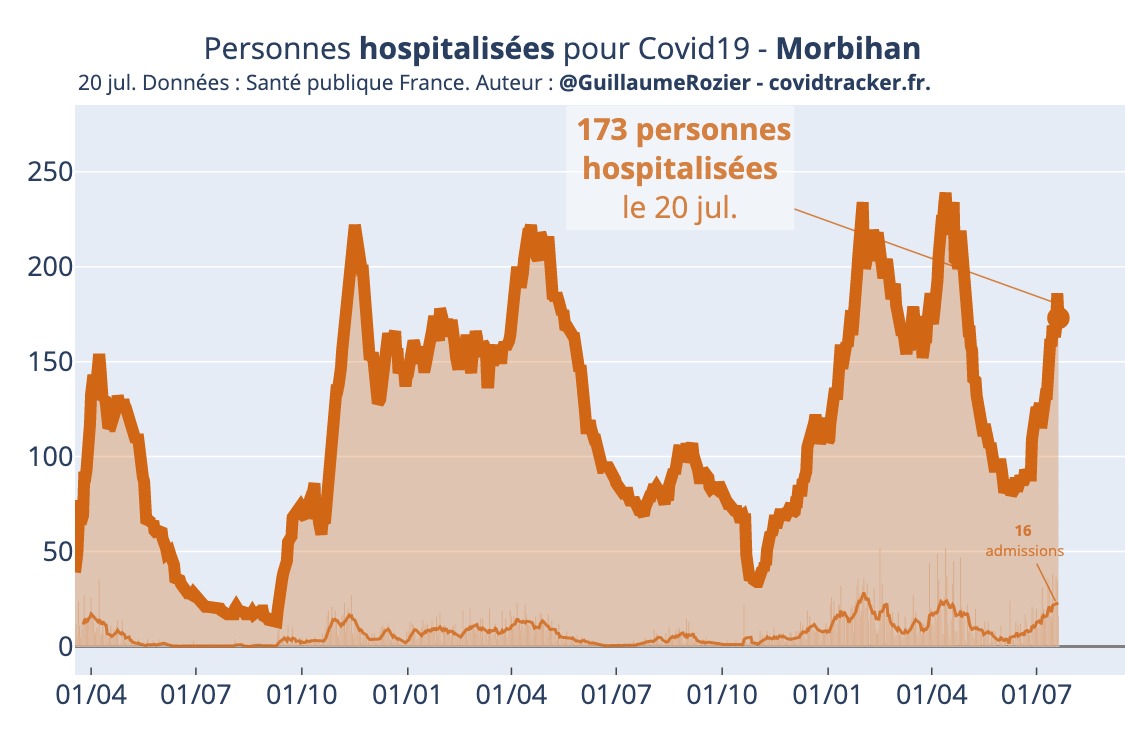 Personnes hospitalisées pour Covid19 - Morbihan
20 jul. Données : Santé publique France. Auteur : @GuillaumeRozier - covidtracker.fr.
173 personnes
hospitalisées
le 20 jul.
250
200
150
100
50
0
16
admissions
01/04 01/07 01/10 01/01 01/04 01/07 01/10 01/01 01/04 01/07